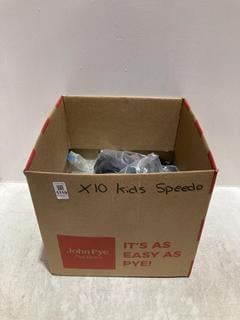 X10 Kids Speedo
John Pye
Auctions
IT'S AS
EASY AS
PYE!